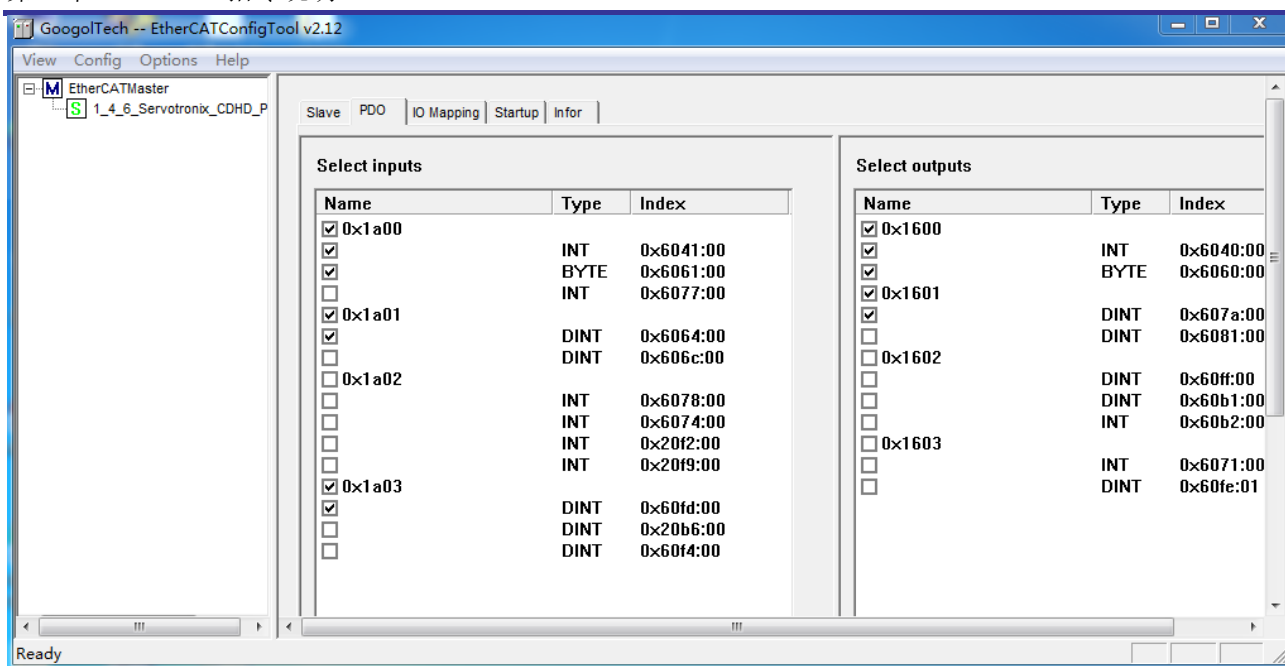 GoogolTech -- EtherCATConfigTool v2.12
View Config Options Help
EtherCATMaster
1_4_6_Servotronix_CDHD_P
Slave PDO IO Mapping Startup Infor
Select inputs
Name Type Index
0x1a00
INT 0x6041:00
BYTE 0x6061:00
INT 0x6077:00
0x1a01
DINT 0x6064:00
DINT 0x606c:00
0x1a02
INT 0x6078:00
INT 0x6074:00
INT 0x20f2:00
INT 0x20f9:00
0x1a03
DINT 0x60fd:00
DINT 0x20b6:00
DINT 0x60f4:00
Select outputs
Name Type Index
0x1600
INT 0x6040:00
BYTE 0x6060:00
0x1601
DINT 0x607a:00
DINT 0x6081:00
0x1602
DINT 0x60ff:00
DINT 0x60b1:00
INT 0x60b2:00
0x1603
INT 0x6071:00
DINT 0x60fe:01
Ready